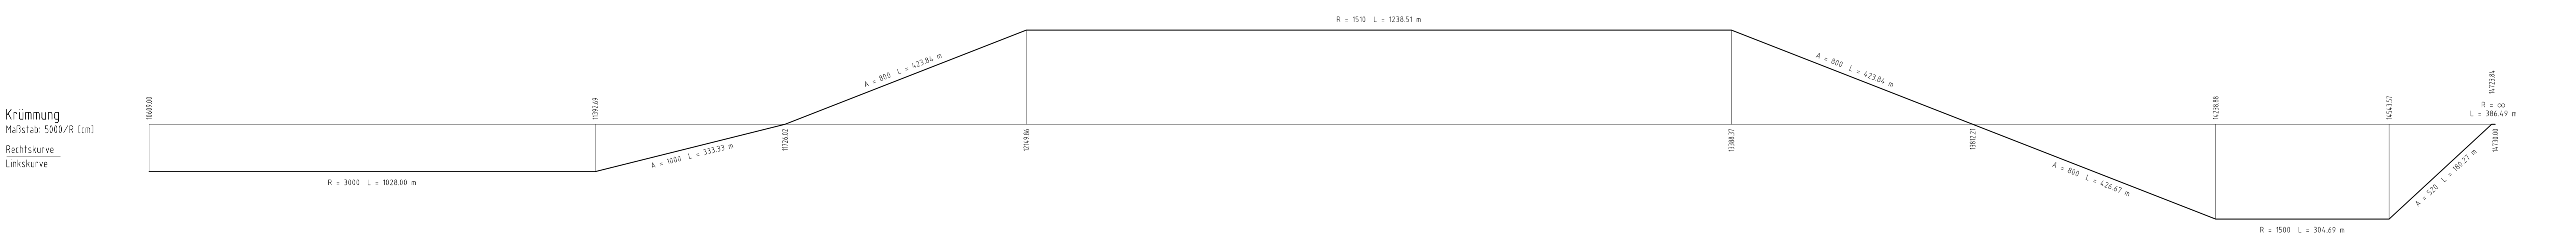 R = 1510 L = 1238.51 m
A = 800 L = 423.84 m
A = 800 L = 423.84 m
14723.84
R = ∞
L = 386.49 m
10609.00
11392.69
14238.88
14543.57
Krümmung
Maßstab: 5000/R [cm]
Rechtskurve
Linkskurve
11726.02
12149.86
13388.37
13812.21
14730.00
A = 1000 L = 333.33 m
A = 800 L = 426.67 m
A = 520 L = 180.27 m
R = 3000 L = 1028.00 m
R = 1500 L = 304.69 m